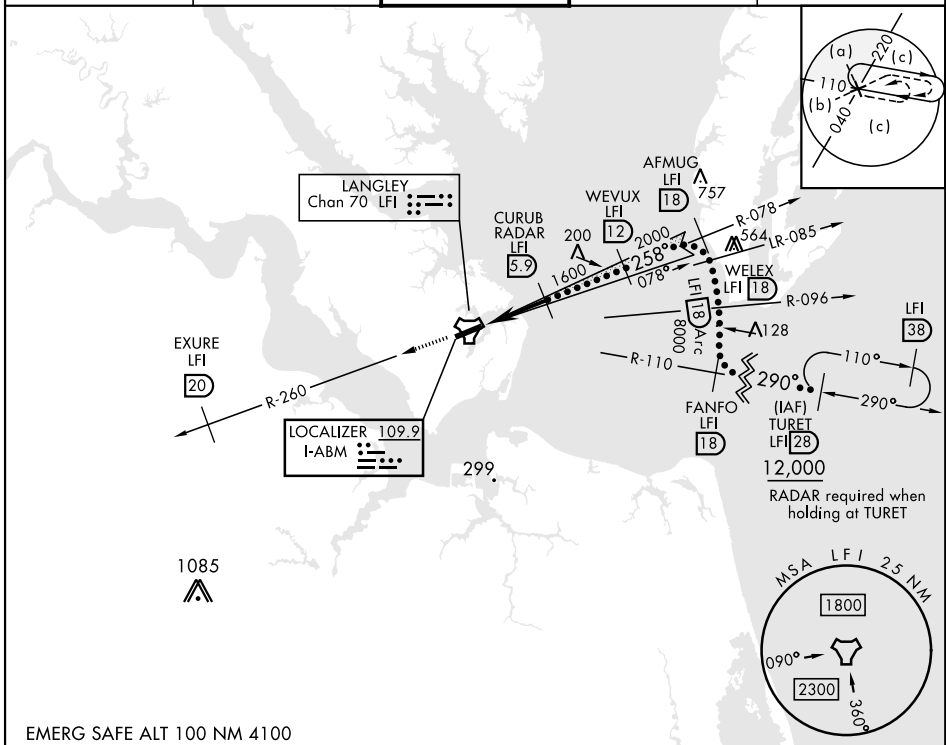 (a)
220
(c)
110
(b)
040
(c)
LANGLEY
Chan 70 LFI
CURUB
RADAR
LFI
5.9
WEVUX
LFI
12
AFMUG
LFI
18
757
200
1600
2000
258°
078°
R-078
564
LR-085
WELEX
LFI 18
R-096
LFI 18 Arc
8000
128
R-110
LFI
38
110°
290°
290°
FANFO
LFI
18
(IAF)
TURET
LFI 28
12,000
RADAR required when
holding at TURET
EXURE
LFI
20
R-260
LOCALIZER 109.9
I-ABM
299
1085
MSA LFI 25 NM
1800
090°
2300
360°
EMERG SAFE ALT 100 NM 4100